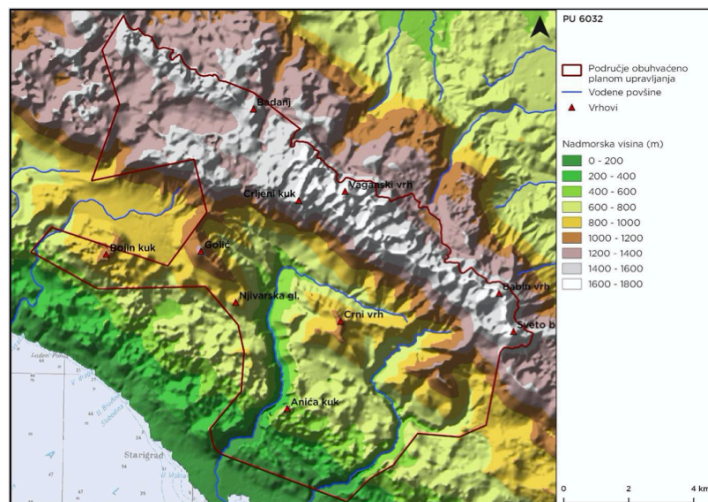 PU 6032
Područje obuhvaćeno
planom upravljanja
Vodene površine
Vrhovi
Nadmorska visina (m)
0 - 200
200 - 400
400 - 600
600 - 800
800 - 1000
1000 - 1200
1200 - 1400
1400 - 1600
1600 - 1800
Badanj
Vaganski vrh
Crljeni kuk
Bojin kuk
Golić
Babin vrh
Njivarska gl.
Crni vrh
Sveto b
Anića kuk
Starigrad
0 2 4 km